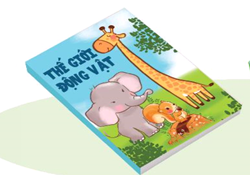 THẾ GIỚI
ĐỘNG VẬT